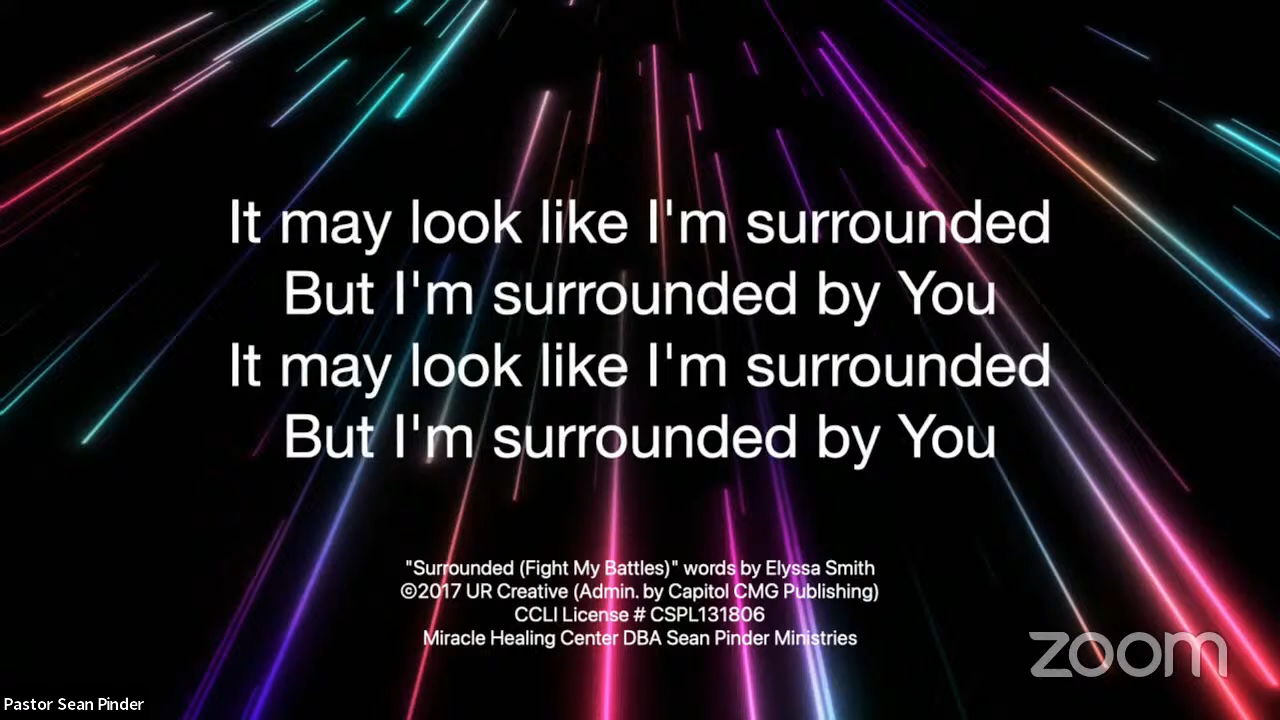 It may look like I'm surrounded
But I'm surrounded by You
It may look like I'm surrounded
But I'm surrounded by You
"Surrounded (Fight My Battles)" words by Elyssa Smith
©2017 UR Creative (Admin. by Capitol CMG Publishing)
CCLI License # CSPL131806
Miracle Healing Center DBA Sean Pinder Ministries
zoom
Pastor Sean Pinder